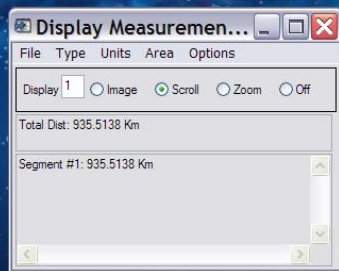 Display Measuremen...
File Type Units Area Options
Display 1 Image Scroll Zoom Off
Total Dist: 935.5138 Km
Segment #1: 935.5138 Km